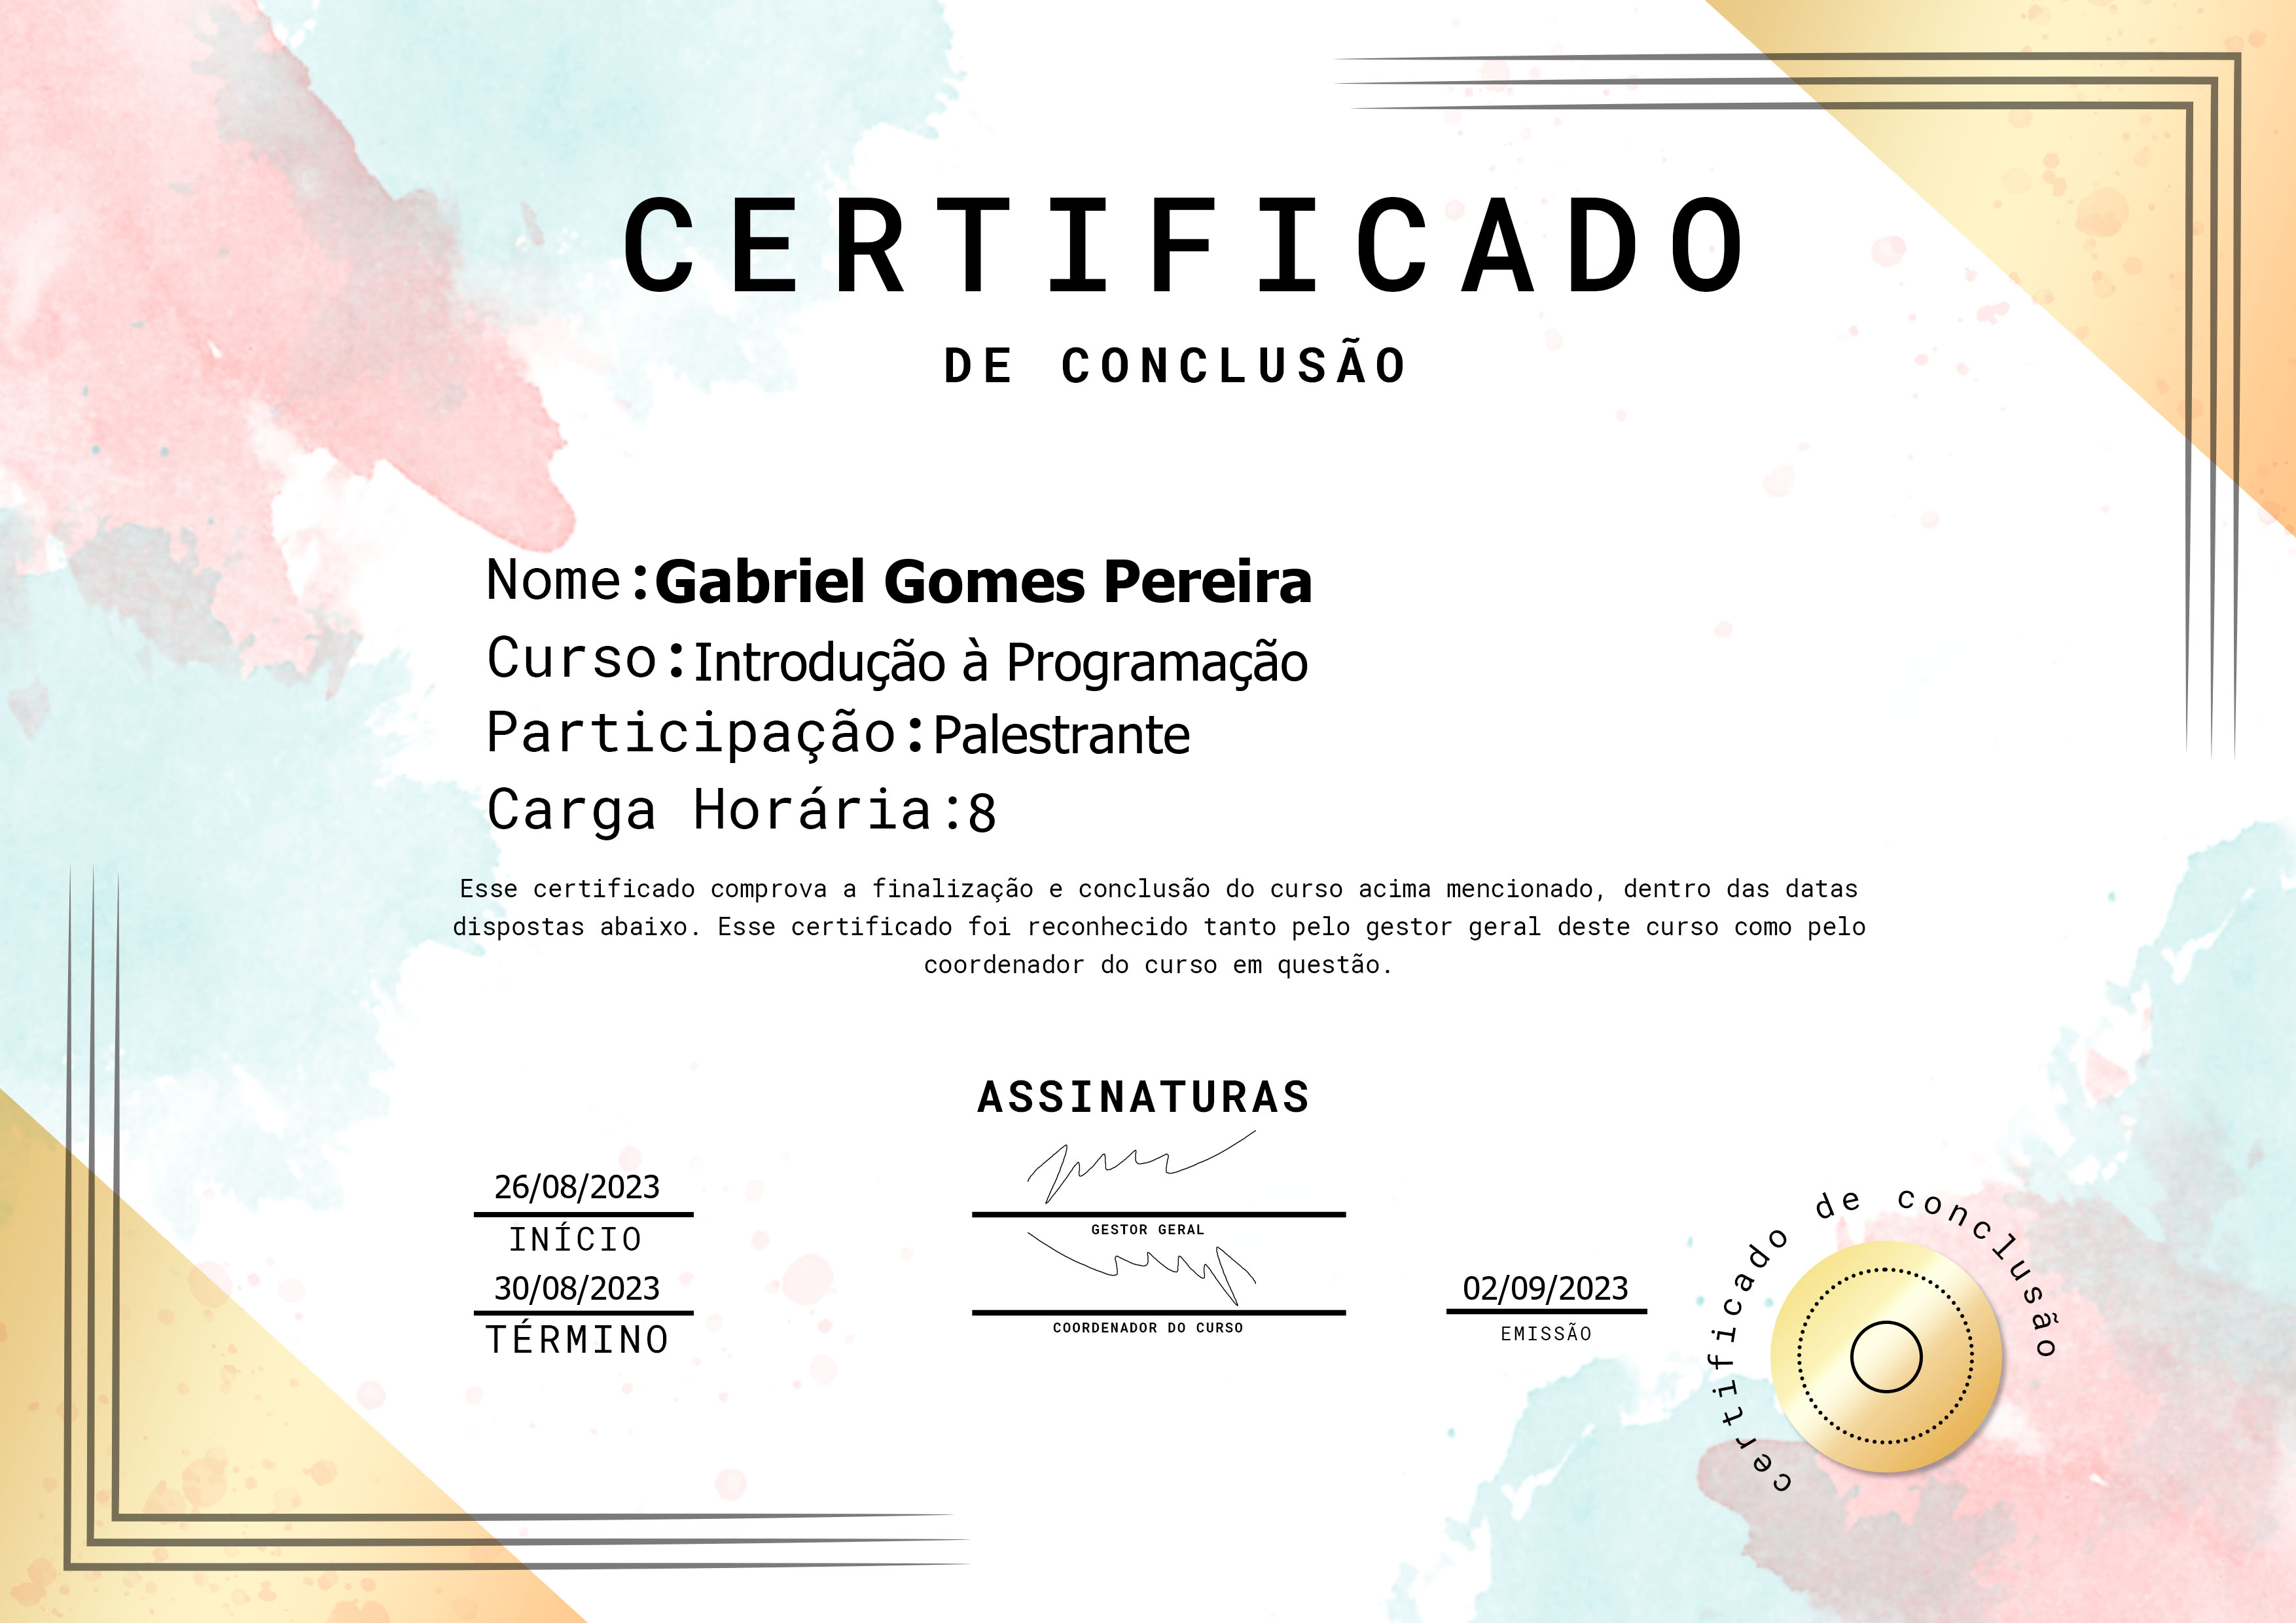 CERTIFICADO
DE CONCLUSÃO
Nome:Gabriel Gomes Pereira
Curso:Introdução à Programação
Participação:Palestrante
Carga Horária:8
Esse certificado comprova a finalização e conclusão do curso acima mencionado, dentro das datas
dispostas abaixo. Esse certificado foi reconhecido tanto pelo gestor geral deste curso como pelo
coordenador do curso em questão.
ASSINATURAS
26/08/2023
INÍCIO
GESTOR GERAL
30/08/2023
TÉRMINO
COORDENADOR DO CURSO
02/09/2023
EMISSÃO
certificado de conclusão